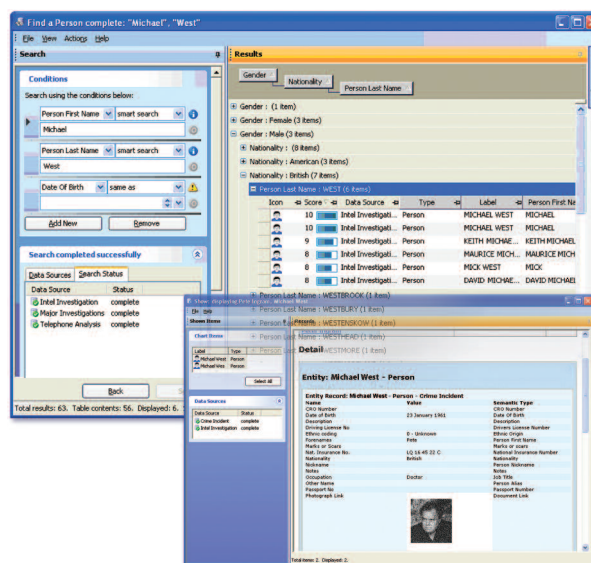 Find a Person complete: "Michael", "West"
File View Actions Help
Search
Conditions
Search using the conditions below:
Person First Name smart search
Michael
Person Last Name smart search
West
Date Of Birth same as
Add New Remove
Search completed successfully
Data Sources Search Status
Data Source Status
Intel Investigation complete
Major Investigations complete
Telephone Analysis complete
Back
Total results: 63. Table contents: 56. Displayed: 6.
Results
Gender
Nationality
Person Last Name
Gender : (1 item)
Gender : Female (3 items)
Gender : Male (3 items)
Nationality : (8 items)
Nationality : American (3 items)
Nationality : British (7 items)
Person Last Name : WEST (6 items)
Icon Score Data Source Type Label Person First Na
10 Intel Investigati... Person MICHAEL WEST MICHAEL
10 Intel Investigati... Person MICHAEL WEST MICHAEL
9 Intel Investigati... Person KEITH MICHAE... KEITH MICHAE
8 Intel Investigati... Person MAURICE MICH... MAURICE MICH
8 Intel Investigati... Person MICK WEST MICK
8 Intel Investigati... Person DAVID MICHAE... DAVID MICHAEL
Person Last Name : WESTBROOK (1 item)
Person Last Name : WESTBURY (1 item)
Person Last Name : WESTENSKOW (1 item)
Person Last Name : WESTHEAD (1 item)
Person Last Name : WESTMORE (1 item)
File Help
Shown Items
Chart Items
Label Type
Michael West Person
Michael Wes Person
Select All
Data Sources
Data Source Status
Crime Incident complete
Intel Investigation complete
Records
Detail
Entity: Michael West - Person
Entity Record: Michael West - Person - Crime Incident
Name Value Semantic Type
CRO Number CRO Number
Date of Birth 23 January 1961 Date Of Birth
Description Description
Driving License No Drivers License Number
Ethnic coding 0 - Unknown Ethnic Origin
Forenames Pete Person First Name
Marks or Scars Marks or scars
Nat. Insurance No. LQ 16 45 22 C National Insurance Number
Nationality British Nationality
Nickname Person Nickname
Notes Notes
Occupation Doctor Job Title
Other Name Person Alias
Passport No Passport Number
Photograph Link Document Link
Total items: 2. Displayed: 2.